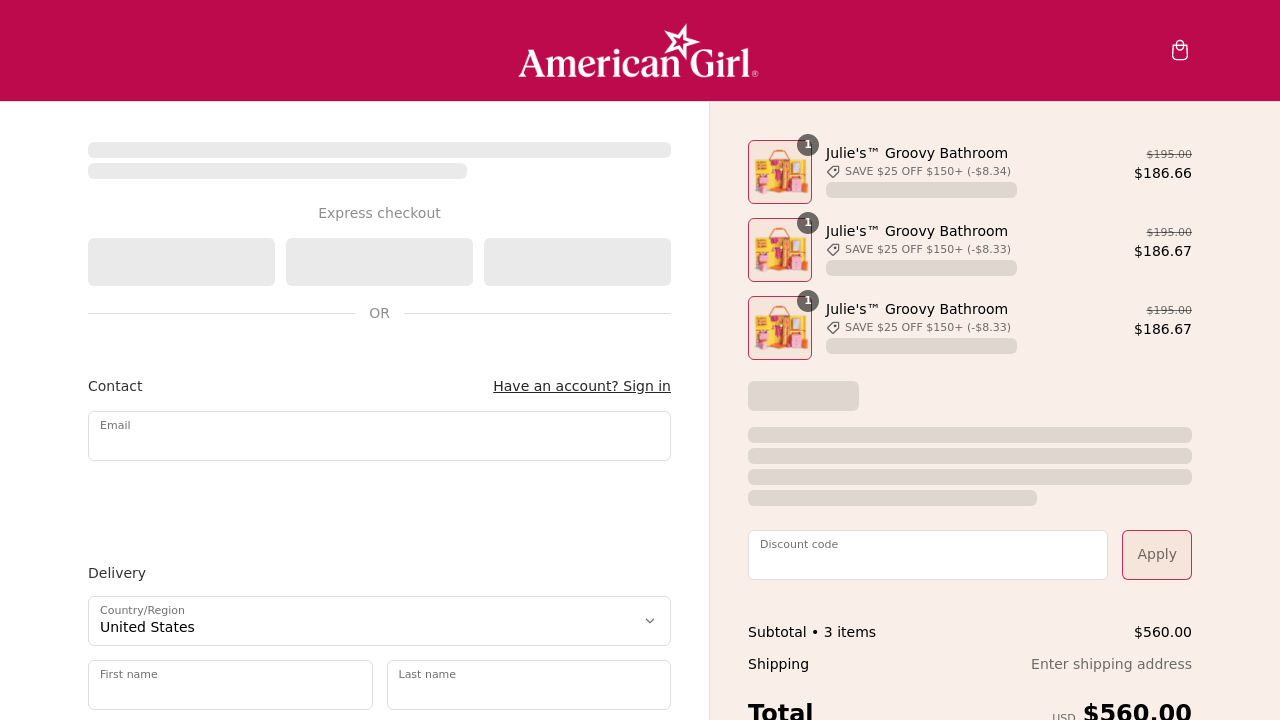 American Girl®
Express checkout
OR
Contact
Have an account? Sign in
Email
Delivery
Country/Region
United States
First name
Last name
1
Julie's™ Groovy Bathroom
SAVE $25 OFF $150+ (-$8.34)
$195.00
$186.66
1
Julie's™ Groovy Bathroom
SAVE $25 OFF $150+ (-$8.33)
$195.00
$186.67
1
Julie's™ Groovy Bathroom
SAVE $25 OFF $150+ (-$8.33)
$195.00
$186.67
Discount code
Apply
Subtotal • 3 items
$560.00
Shipping
Enter shipping address
Total
USD $560.00